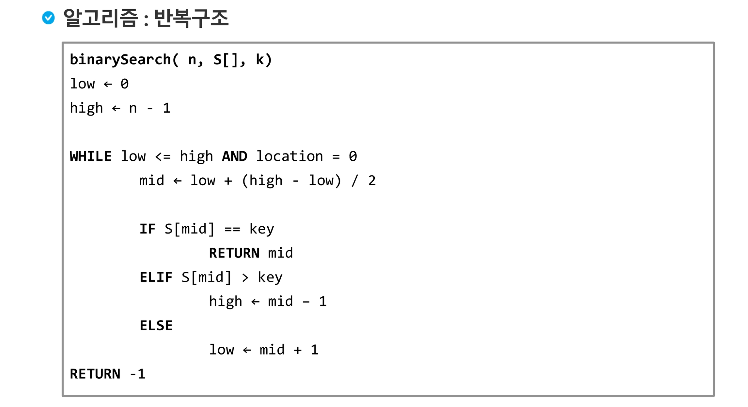 알고리즘 : 반복구조
binarySearch( n, S[], k)
low ← 0
high ← n - 1
WHILE low <= high AND location = 0
mid ← low + (high - low) / 2
IF S[mid] == key
RETURN mid
ELIF S[mid] > key
high ← mid – 1
ELSE
low ← mid + 1
RETURN -1